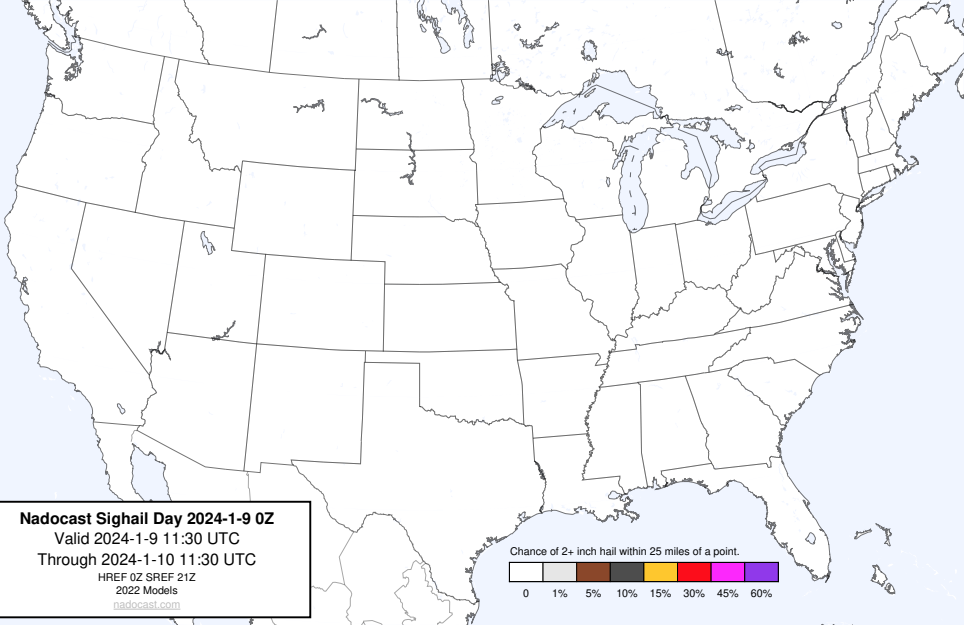 Nadocast Sighail Day 2024-1-9 0Z
Valid 2024-1-9 11:30 UTC
Through 2024-1-10 11:30 UTC
HREF 0Z SREF 21Z
2022 Models
nadocast.com
Chance of 2+ inch hail within 25 miles of a point.
0 1% 5% 10% 15% 30% 45% 60%